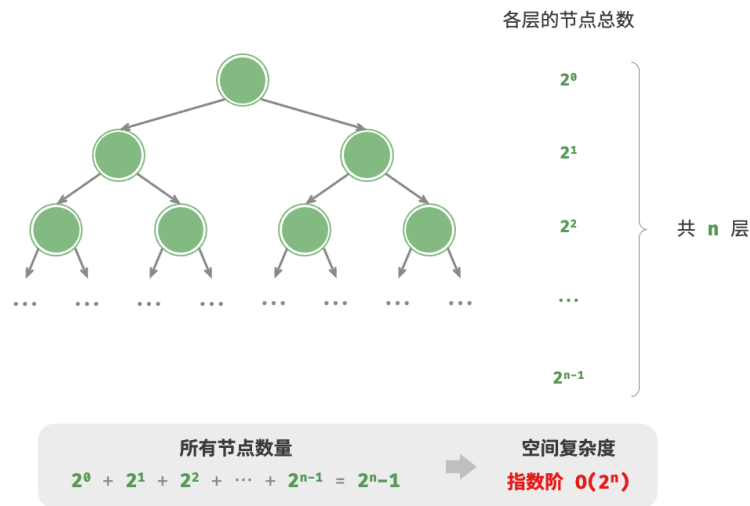 各层的节点总数
2⁰
2¹
2²
共 n 层
... ... ... ... ... ... ... ... ...
2ⁿ⁻¹
所有节点数量
2⁰ + 2¹ + 2² + ... + 2ⁿ⁻¹ = 2ⁿ-1
空间复杂度
指数阶 O(2ⁿ)